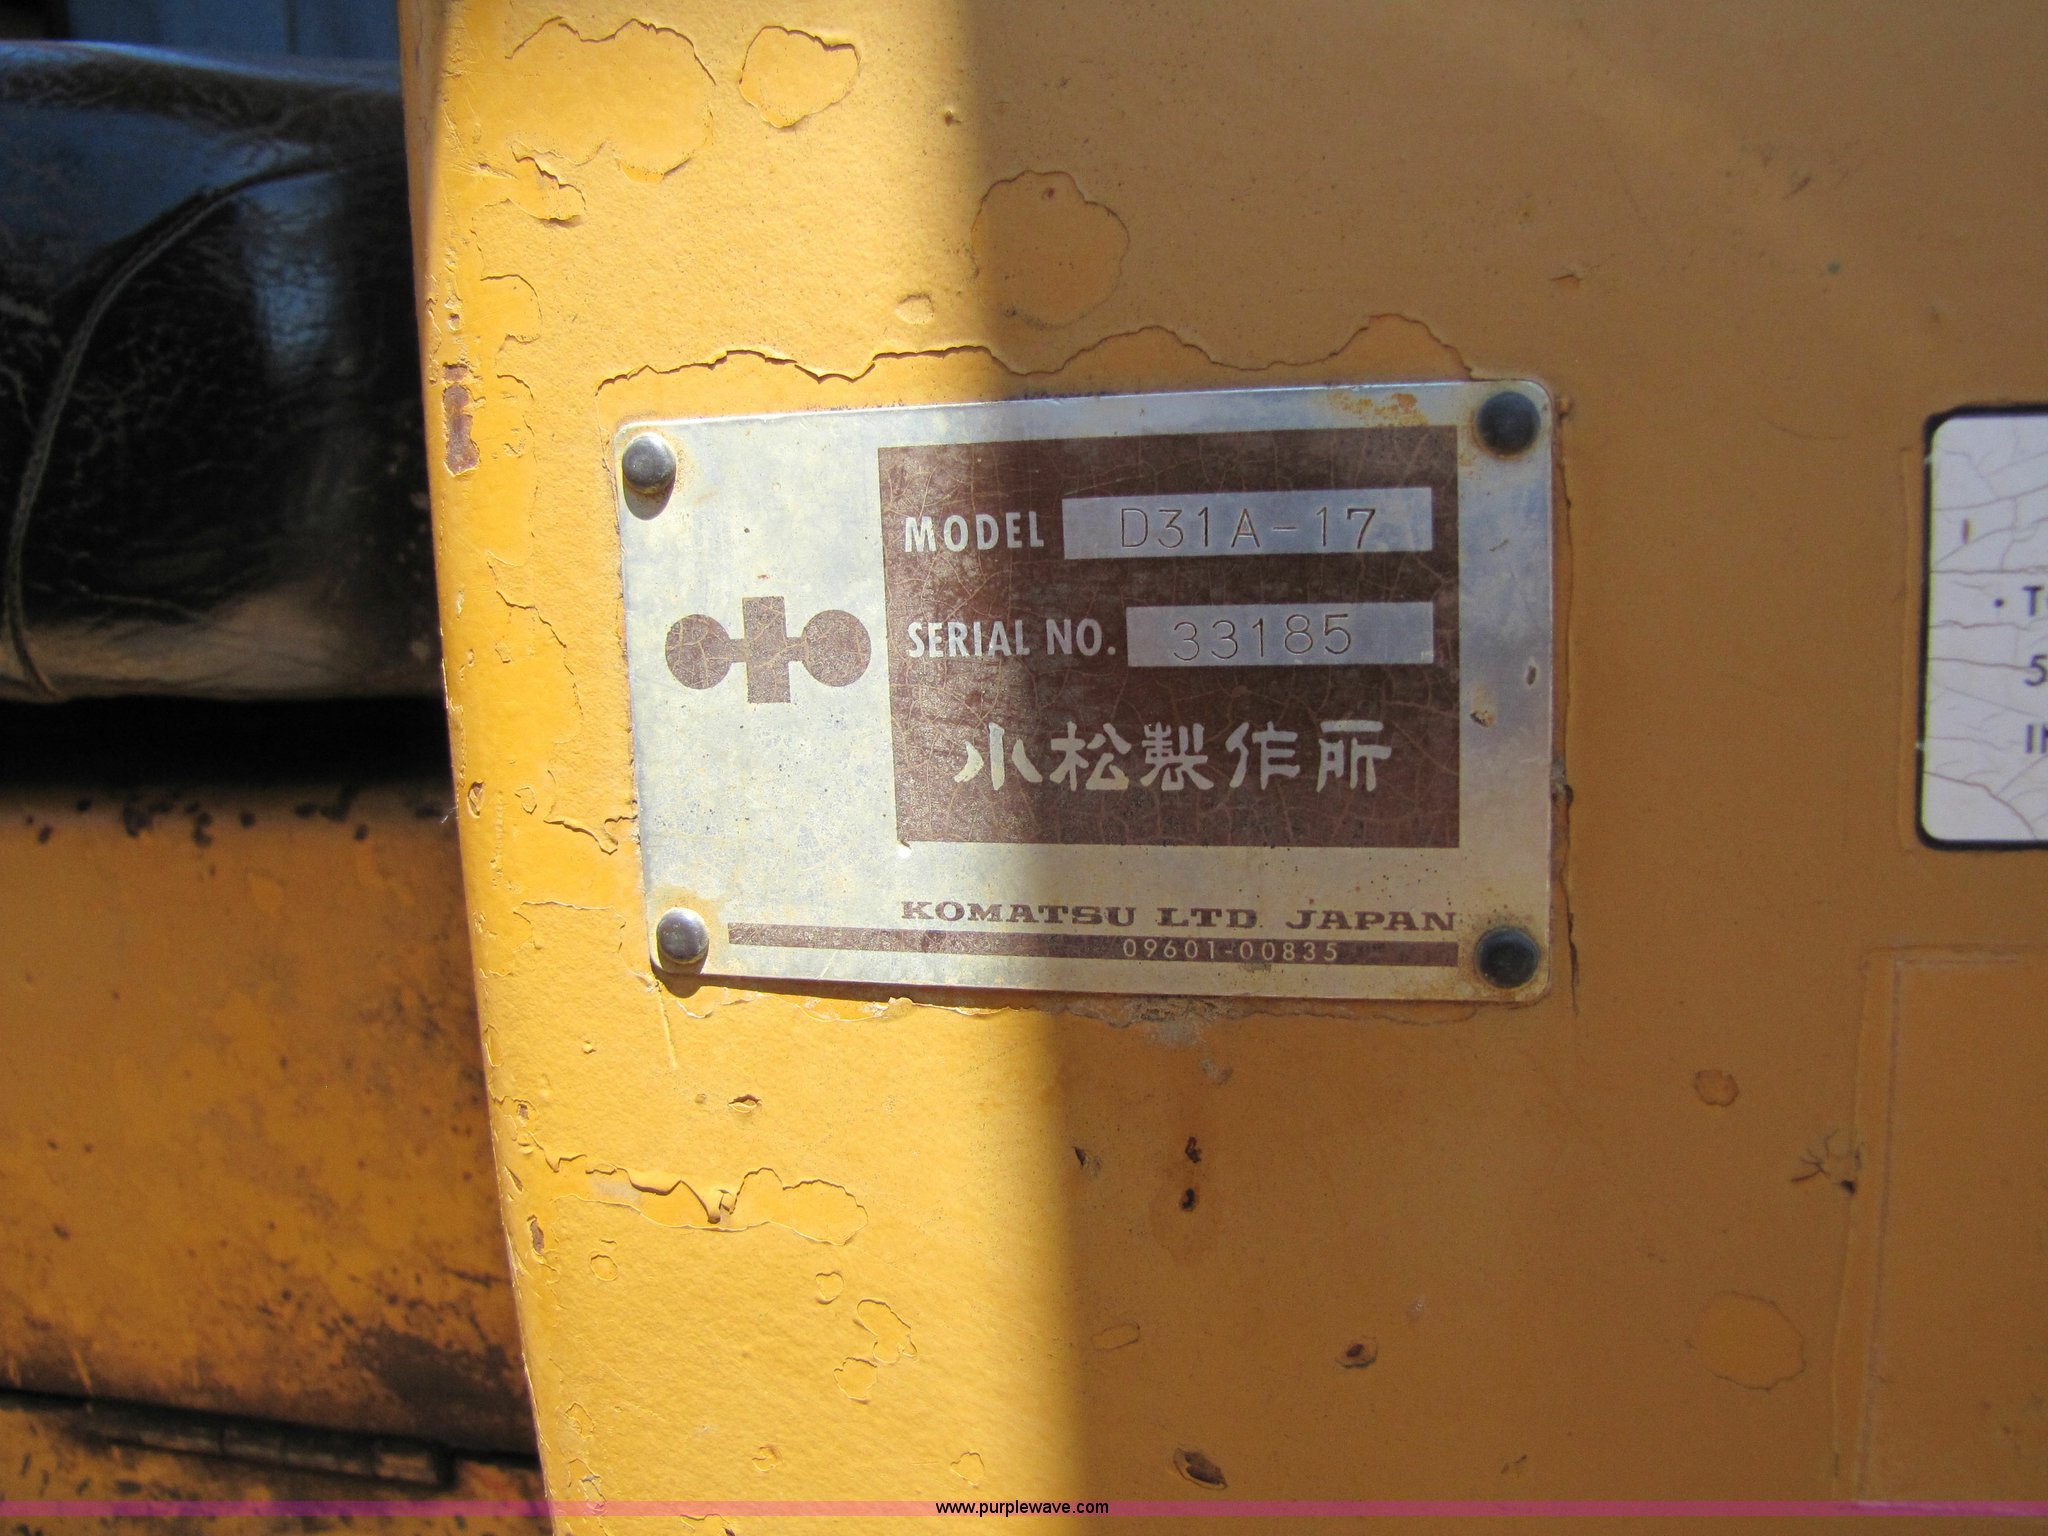 MODEL D31A-17
SERIAL NO. 33185
小松製作所
KOMATSU LTD. JAPAN
09601-00835
5
www.purplewave.com